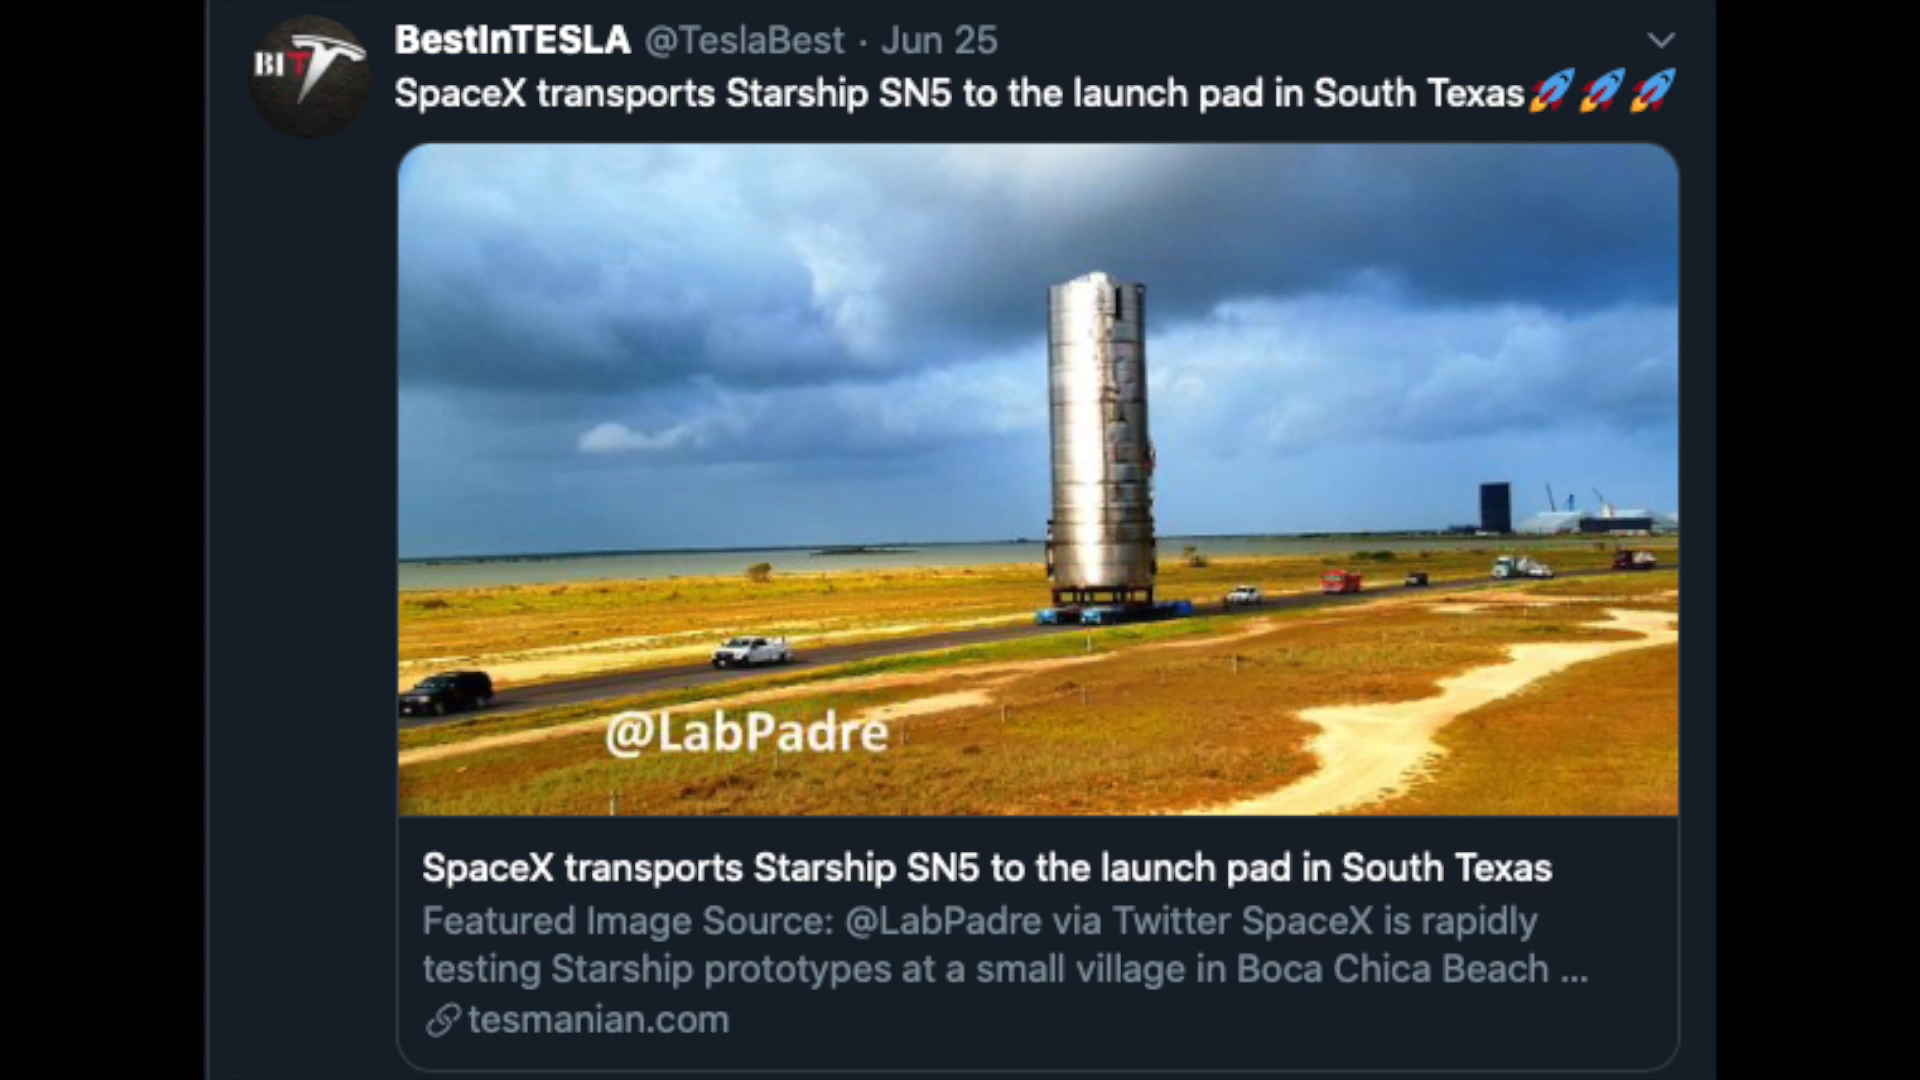 BIT
BestInTESLA @TeslaBest · Jun 25
SpaceX transports Starship SN5 to the launch pad in South Texas🚀🚀🚀
@LabPadre
SpaceX transports Starship SN5 to the launch pad in South Texas
Featured Image Source: @LabPadre via Twitter SpaceX is rapidly
testing Starship prototypes at a small village in Boca Chica Beach ...
tesmanian.com